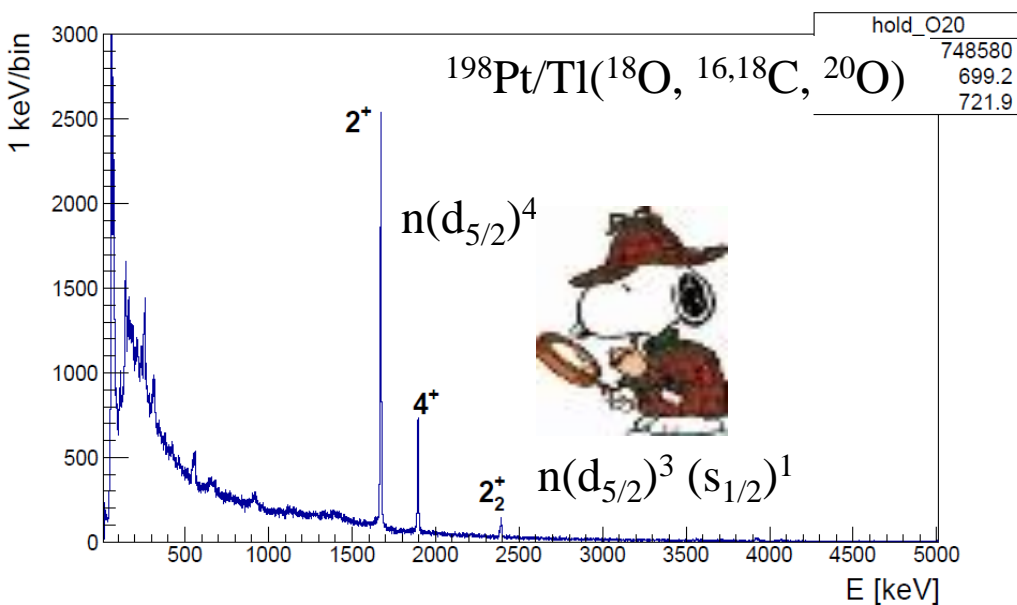 hold_O20
748580
699.2
721.9
¹⁹⁸Pt/Tl(¹⁸O, ¹⁶,¹⁸C, ²⁰O)
1 keV/bin
3000
2500
2000
1500
1000
500
0
2⁺
n(d₅/₂)⁴
4⁺
n(d₅/₂)³ (s₁/₂)¹
2₂⁺
500 1000 1500 2000 2500 3000 3500 4000 4500 5000
E [keV]